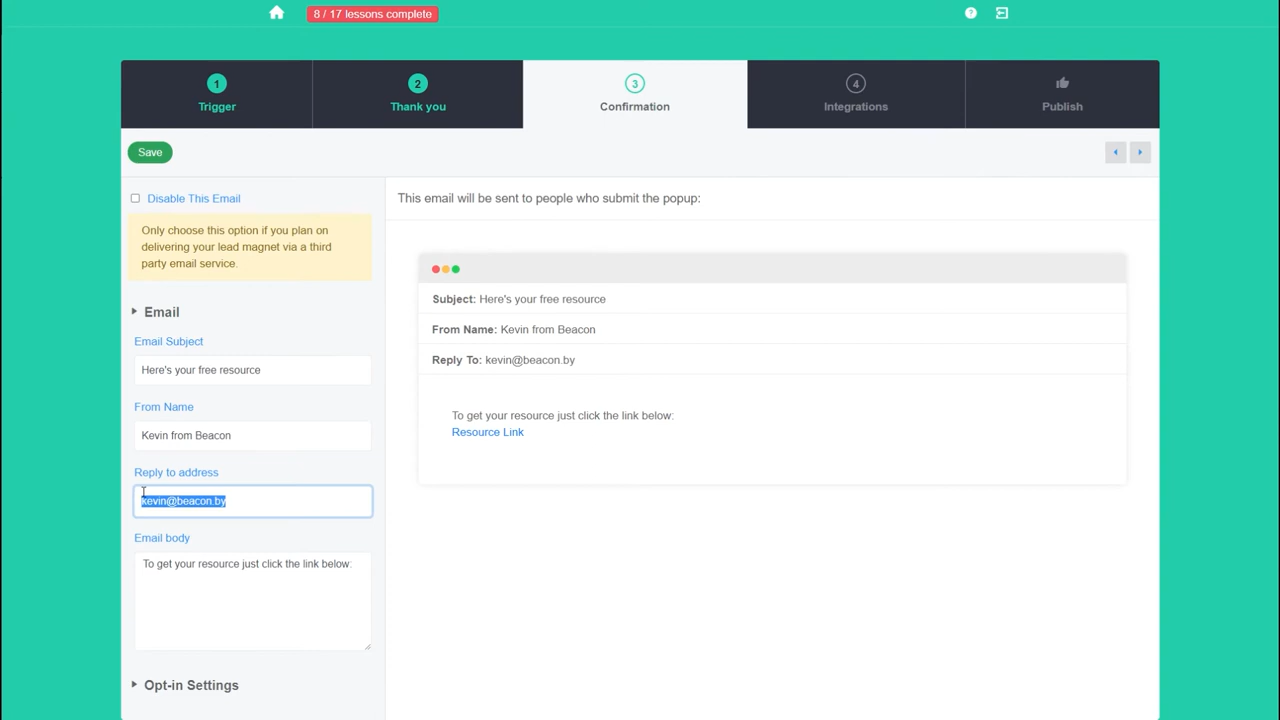 8 / 17 lessons complete
?
1
Trigger
2
Thank you
3
Confirmation
4
Integrations
Publish
Save
Disable This Email
Only choose this option if you plan on
delivering your lead magnet via a third
party email service.
Email
Email Subject
Here's your free resource
From Name
Kevin from Beacon
Reply to address
kevin@beacon.by
Email body
To get your resource just click the link below:
Opt-in Settings
This email will be sent to people who submit the popup:
Subject: Here's your free resource
From Name: Kevin from Beacon
Reply To: kevin@beacon.by
To get your resource just click the link below:
Resource Link